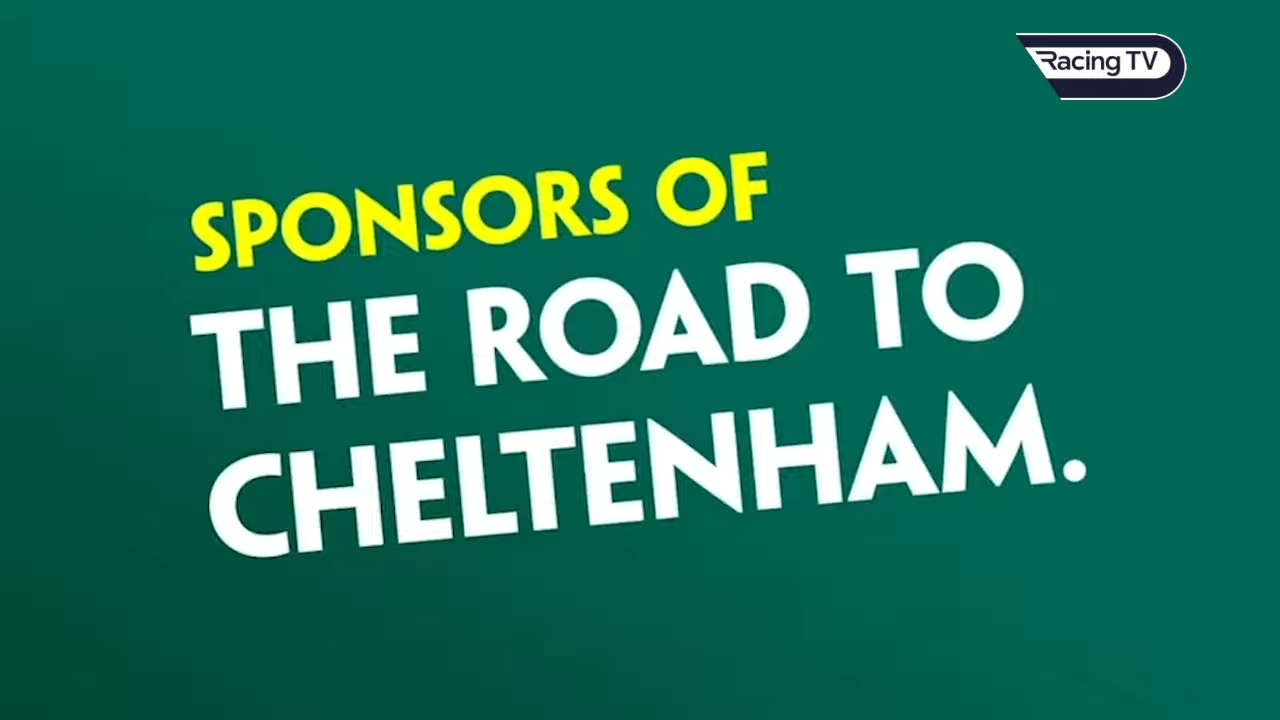 Racing TV
SPONSORS OF
THE ROAD TO
CHELTENHAM.